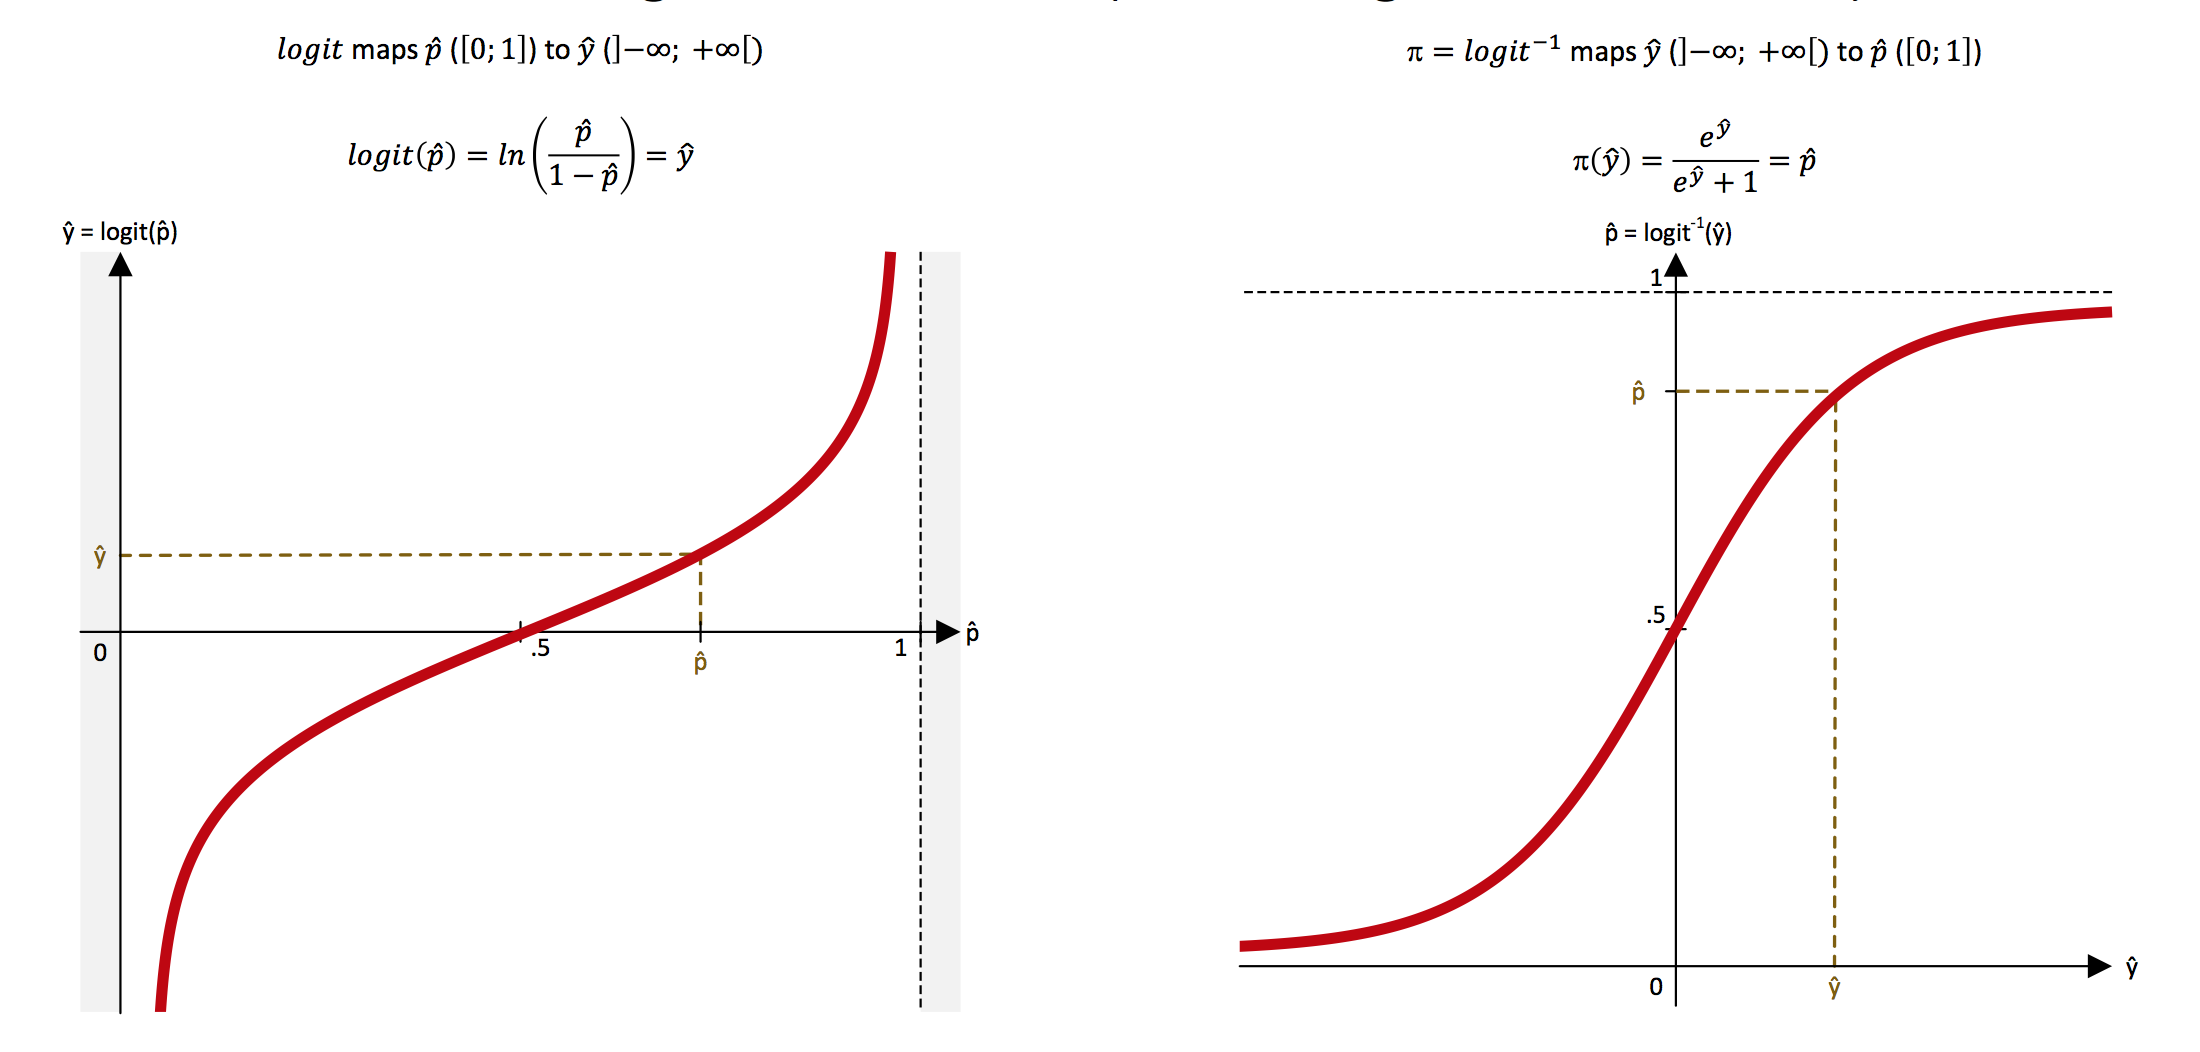 logit maps p̂ ([0; 1]) to ŷ (]−∞; +∞[)
logit(p̂) = ln(p̂ / (1 − p̂)) = ŷ
ŷ = logit(p̂)
ŷ
0
.5
p̂
1
p̂
π = logit⁻¹ maps ŷ (]−∞; +∞[) to p̂ ([0; 1])
π(ŷ) = e^ŷ / (e^ŷ + 1) = p̂
p̂ = logit⁻¹(ŷ)
1
p̂
.5
0
ŷ
ŷ